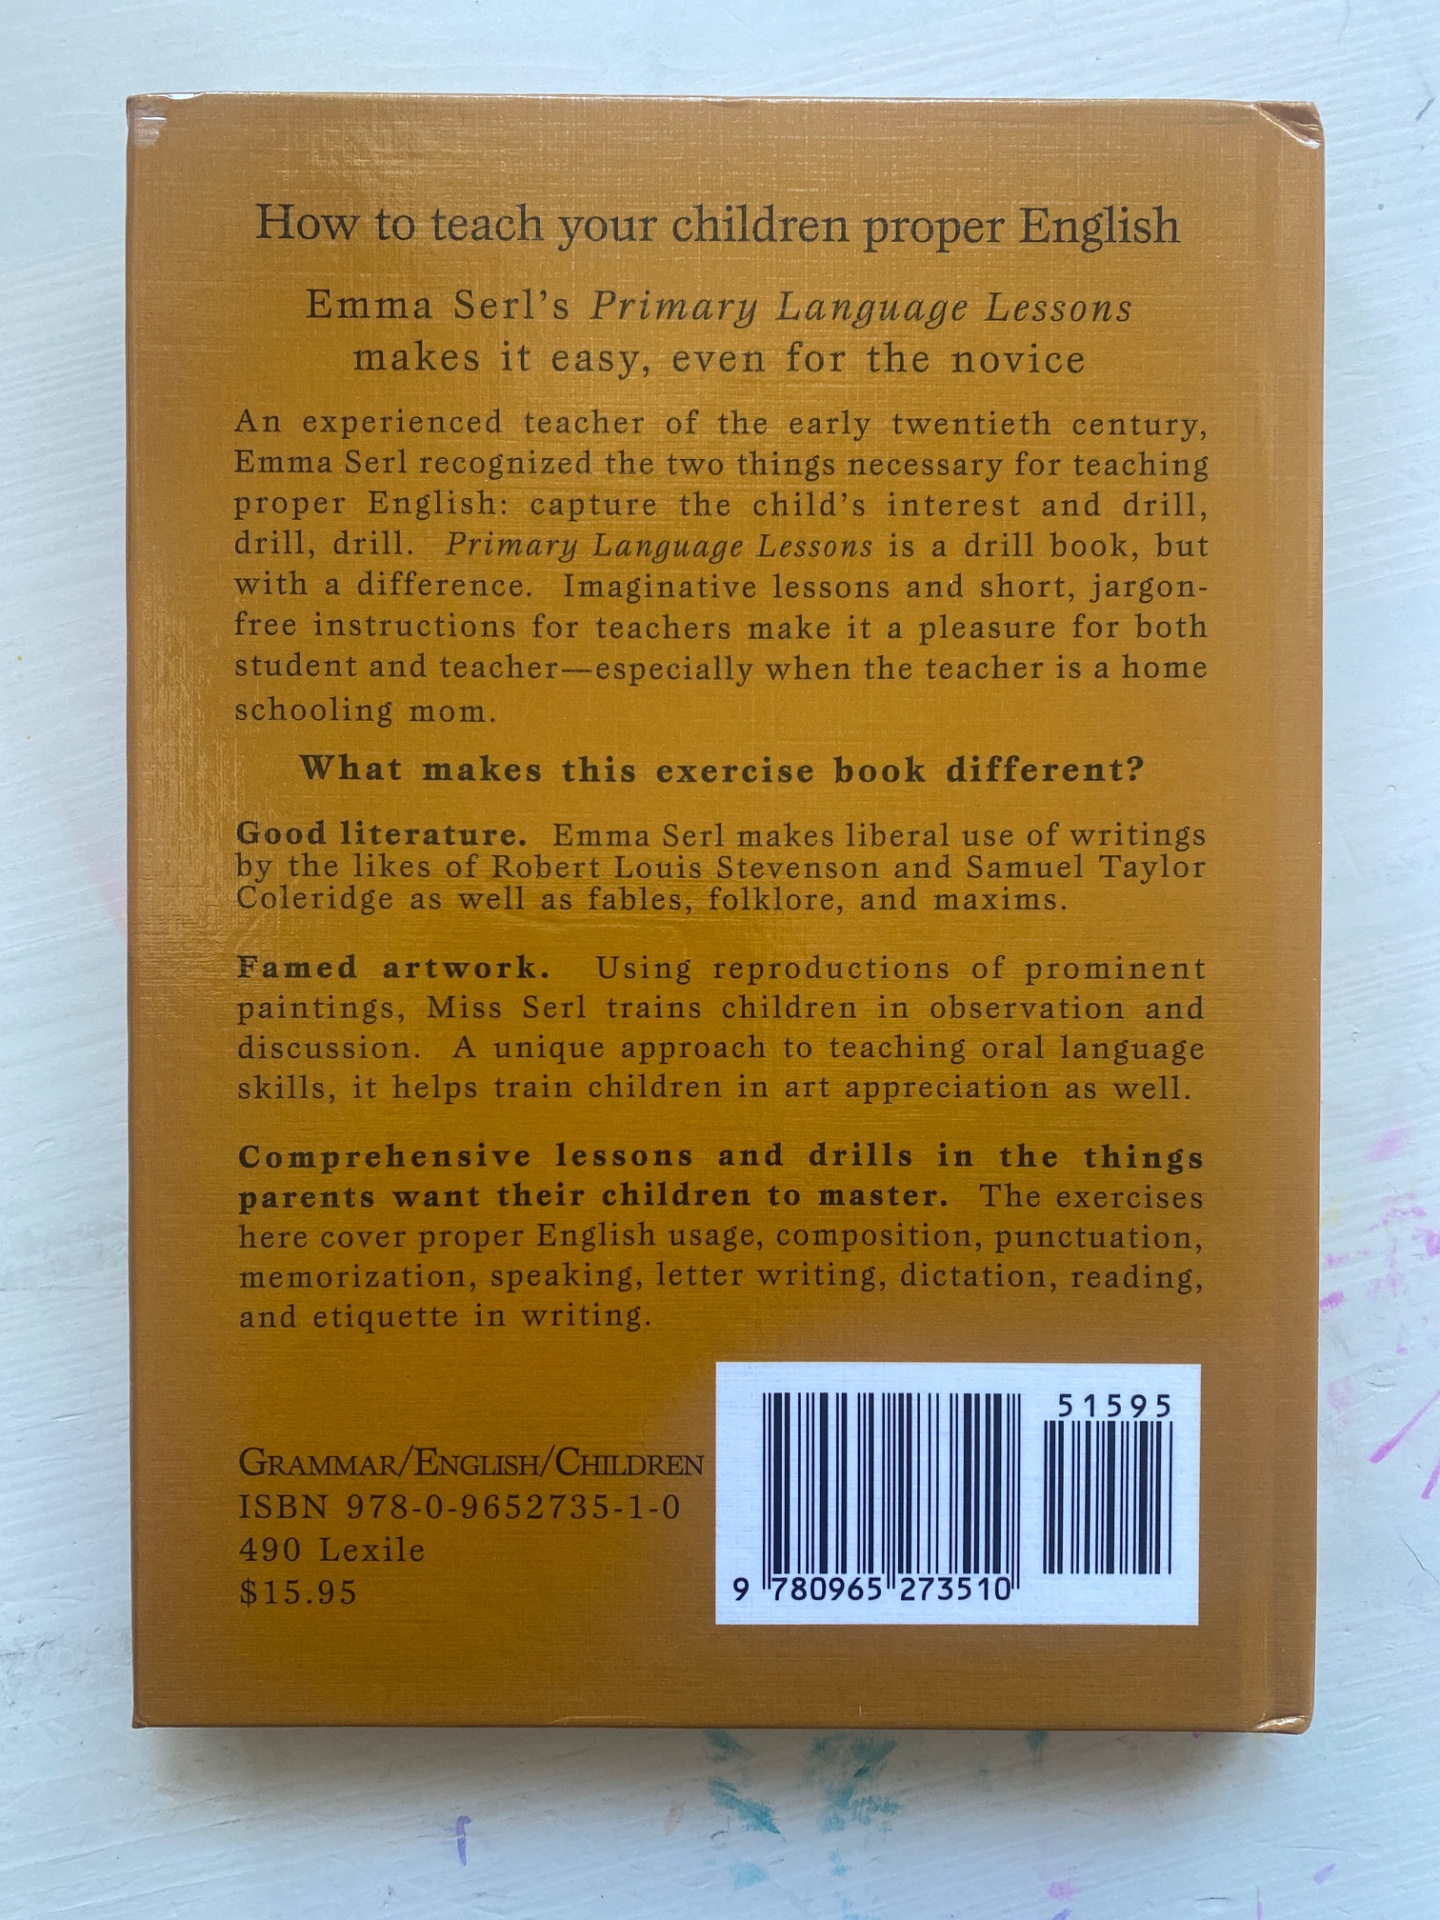 How to teach your children proper English
Emma Serl's Primary Language Lessons
makes it easy, even for the novice
An experienced teacher of the early twentieth century,
Emma Serl recognized the two things necessary for teaching
proper English: capture the child's interest and drill,
drill, drill. Primary Language Lessons is a drill book, but
with a difference. Imaginative lessons and short, jargon-
free instructions for teachers make it a pleasure for both
student and teacher—especially when the teacher is a home
schooling mom.
What makes this exercise book different?
Good literature. Emma Serl makes liberal use of writings
by the likes of Robert Louis Stevenson and Samuel Taylor
Coleridge as well as fables, folklore, and maxims.
Famed artwork. Using reproductions of prominent
paintings, Miss Serl trains children in observation and
discussion. A unique approach to teaching oral language
skills, it helps train children in art appreciation as well.
Comprehensive lessons and drills in the things
parents want their children to master. The exercises
here cover proper English usage, composition, punctuation,
memorization, speaking, letter writing, dictation, reading,
and etiquette in writing.
GRAMMAR/ENGLISH/CHILDREN
ISBN 978-0-9652735-1-0
490 Lexile
$15.95
51595
9 780965 273510